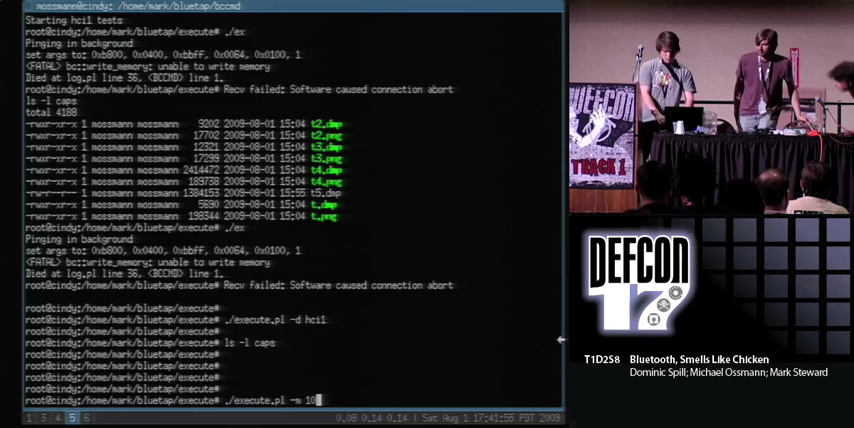 mossmann@cindy: /home/mark/bluetap/bccmd
Starting hci1 tests
root@cindy:/home/mark/bluetap/execute# ./ex
Pinging in background
set args to: 0xb800, 0x0400, 0xbbff, 0x0064, 0x0100, 1
<FATAL> bc::write_memory: unable to write memory
Died at log.pl line 36, <BCCMD> line 1.
root@cindy:/home/mark/bluetap/execute# Recv failed: Software caused connection abort
ls -l caps
total 4188
-rwxr-xr-x 1 mossmann mossmann 9202 2009-08-01 15:04 t2.dmp
-rwxr-xr-x 1 mossmann mossmann 17702 2009-08-01 15:04 t2.png
-rwxr-xr-x 1 mossmann mossmann 12321 2009-08-01 15:04 t3.dmp
-rwxr-xr-x 1 mossmann mossmann 17299 2009-08-01 15:04 t3.png
-rwxr-xr-x 1 mossmann mossmann 2414472 2009-08-01 15:04 t4.dmp
-rwxr-xr-x 1 mossmann mossmann 189738 2009-08-01 15:04 t4.png
-rw-r--r-- 1 mossmann mossmann 1384153 2009-08-01 15:55 t5.dmp
-rwxr-xr-x 1 mossmann mossmann 5690 2009-08-01 15:04 t.dmp
-rwxr-xr-x 1 mossmann mossmann 198344 2009-08-01 15:04 t.png
root@cindy:/home/mark/bluetap/execute# ./ex
Pinging in background
set args to: 0xb800, 0x0400, 0xbbff, 0x0064, 0x0100, 1
<FATAL> bc::write_memory: unable to write memory
Died at log.pl line 36, <BCCMD> line 1.
root@cindy:/home/mark/bluetap/execute# Recv failed: Software caused connection abort
root@cindy:/home/mark/bluetap/execute#
root@cindy:/home/mark/bluetap/execute# ./execute.pl -d hci1
root@cindy:/home/mark/bluetap/execute#
root@cindy:/home/mark/bluetap/execute# ls -l caps
root@cindy:/home/mark/bluetap/execute#
root@cindy:/home/mark/bluetap/execute#
root@cindy:/home/mark/bluetap/execute#
root@cindy:/home/mark/bluetap/execute#
root@cindy:/home/mark/bluetap/execute# ./execute.pl -m 10
1 3 4 5 6
0.08 0.14 0.14 | Sat Aug 1 17:41:55 PDT 2009
DEFCON
TRACK 1
DEFCON
17
T1D2S8 Bluetooth, Smells Like Chicken
Dominic Spill; Michael Ossmann; Mark Steward